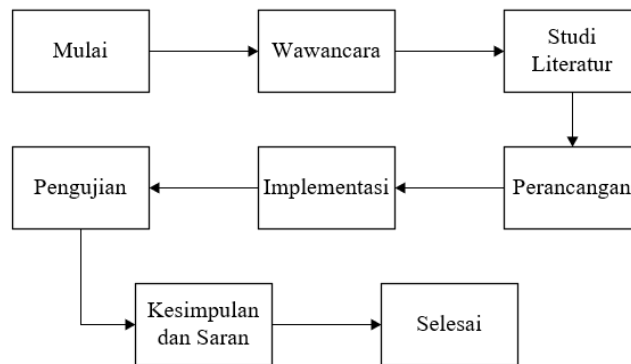 Mulai
Wawancara
Studi
Literatur
Perancangan
Implementasi
Pengujian
Kesimpulan
dan Saran
Selesai